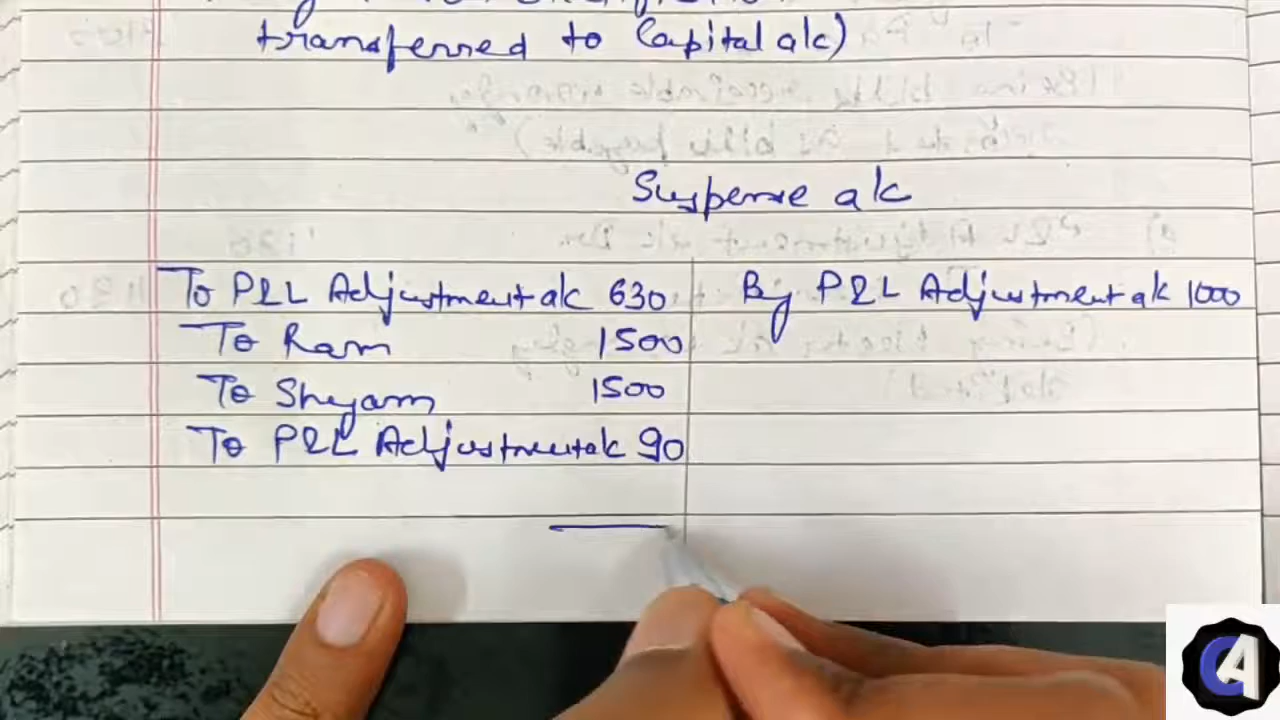 transferred to Capital a/c)
Suspense a/c
To P&L Adjustment a/c 630
By P&L Adjustment a/c 1000
To Ram 1500
To Shyam 1500
To P&L Adjustment a/c 90
CA